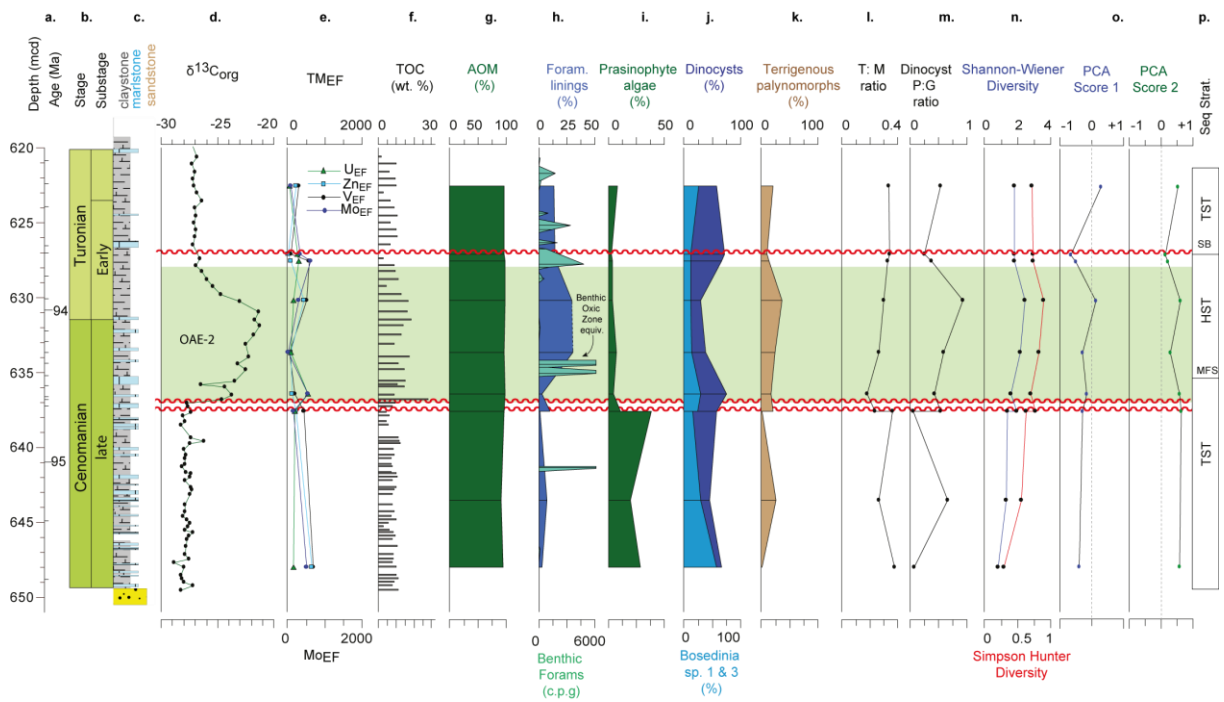 a.
b.
c.
d.
e.
f.
g.
h.
i.
j.
k.
l.
m.
n.
o.
p.
Depth (mcd)
Age (Ma)
Stage
Substage
claystone
marlstone
sandstone
δ13Corg
TMEF
TOC
(wt. %)
AOM
(%)
Foram.
linings
(%)
Prasinophyte
algae
(%)
Dinocysts
(%)
Terrigenous
palynomorphs
(%)
T: M
ratio
Dinocyst
P:G
ratio
Shannon-Wiener
Diversity
PCA
Score 1
PCA
Score 2
Seq Strat.
-30 -25 -20
0 2000
0 30
0 50 100
0 25 50
0 50
0 100
0 100
0 0.4
0 1
0 2 4
-1 0 +1
-1 0 +1
620
625
630
635
640
645
650
94
95
Turonian
Early
Cenomanian
late
OAE-2
UEF
ZnEF
VEF
MoEF
Benthic
Oxic
Zone
equiv.
TST
SB
HST
MFS
TST
0 2000
MoEF
0 6000
Benthic
Forams
(c.p.g)
0 50 100
Bosedinia
sp. 1 & 3
(%)
0 0.5 1
Simpson Hunter
Diversity